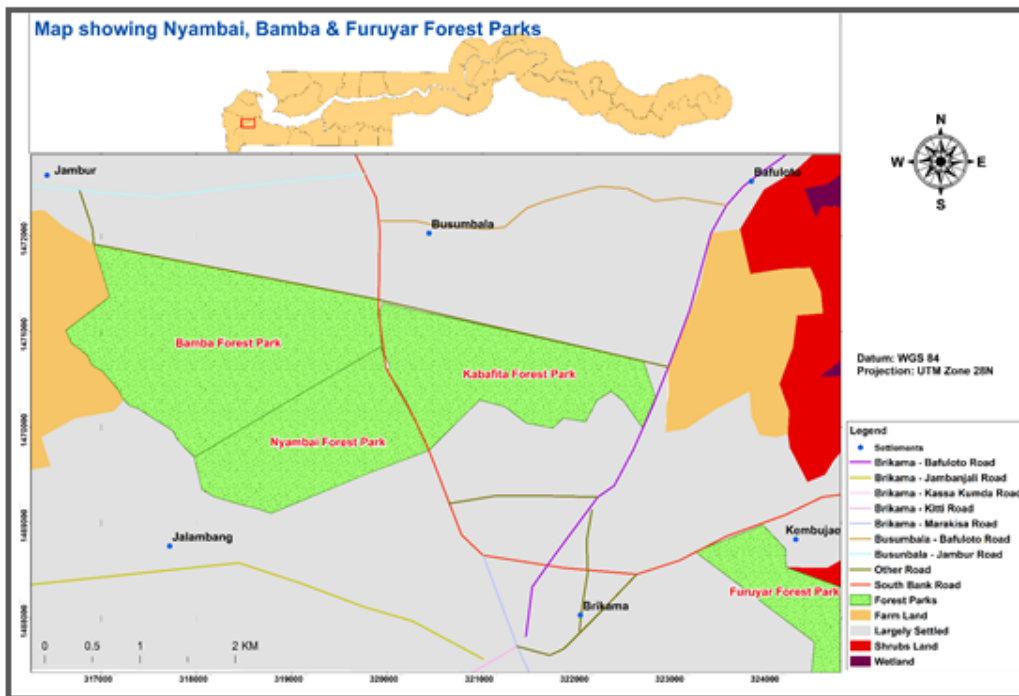 Map showing Nyambai, Bamba & Furuyar Forest Parks
N
W
E
S
Jambur
Bafuloto
Busumbala
Bamba Forest Park
Kabafita Forest Park
Nyambai Forest Park
Jalambang
Kembujao
Furuyar Forest Park
Brikama
1472000
1471000
1470000
1469000
1468000
0 0.5 1 2 KM
317000 318000 319000 320000 321000 322000 323000 324000
Datum: WGS 84
Projection: UTM Zone 28N
Legend
Settlements
Brikama - Bafuloto Road
Brikama - Jambanjali Road
Brikama - Kassa Kumda Road
Brikama - Kitti Road
Brikama - Marakisa Road
Busumbala - Bafuloto Road
Busunbala - Jambur Road
Other Road
South Bank Road
Forest Parks
Farm Land
Largely Settled
Shrubs Land
Wetland